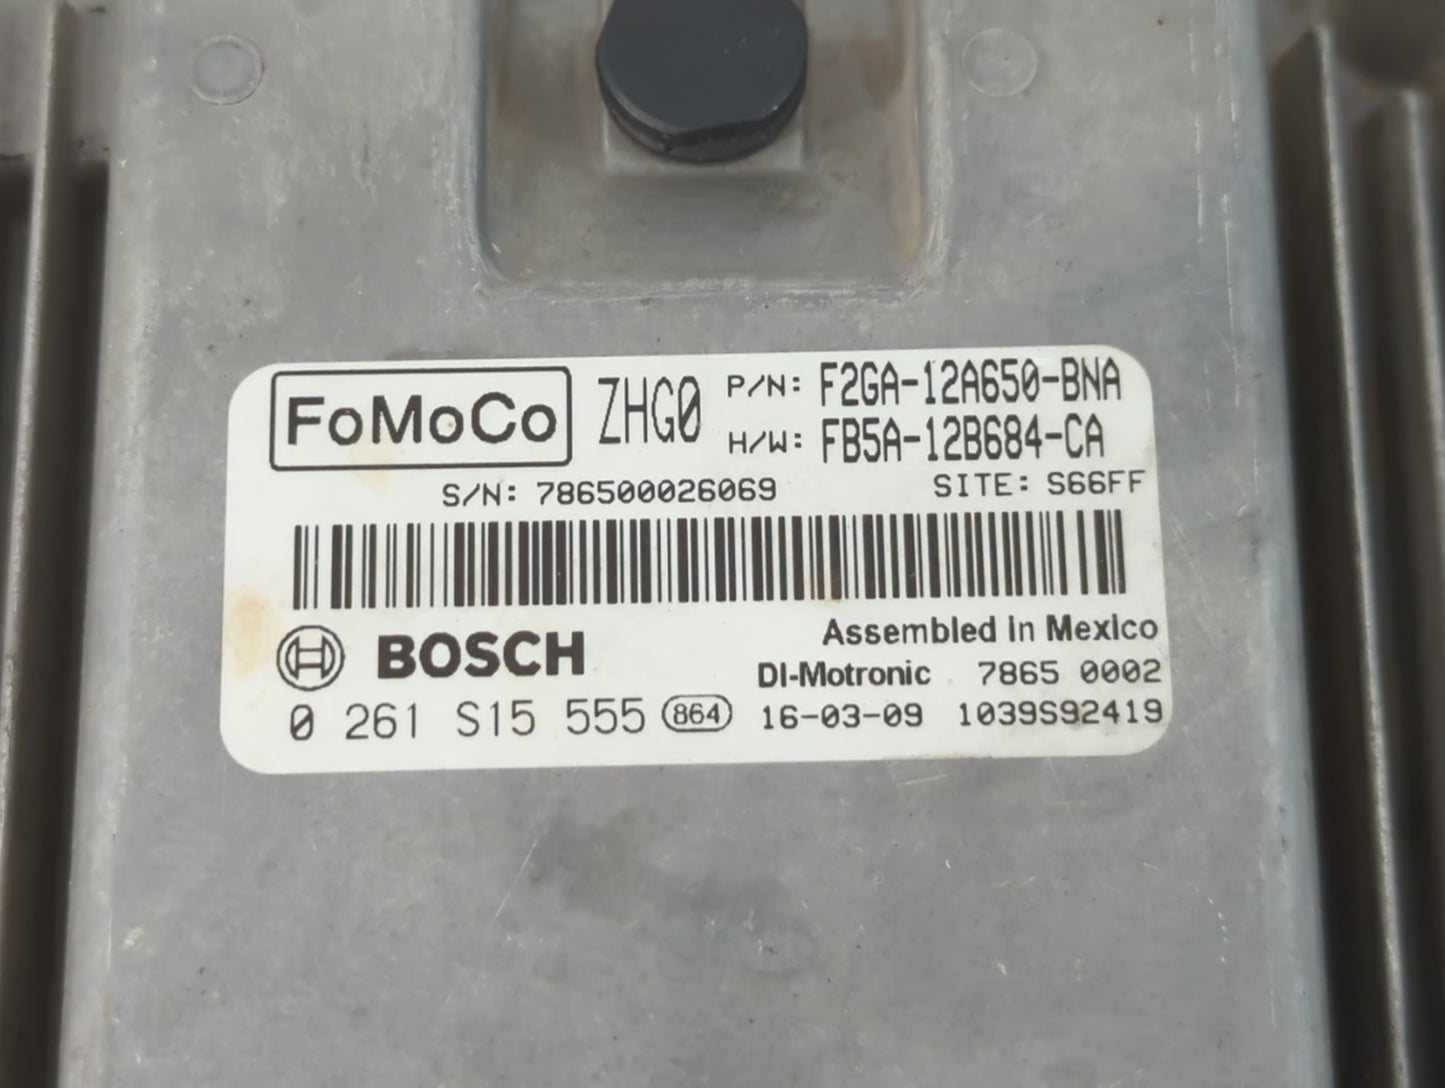 FoMoCo ZHG0 P/N: F2GA-12A650-BNA
H/W: FB5A-12B684-CA
S/N: 786500026069 SITE: S66FF
Assembled in Mexico
BOSCH
DI-Motronic 7865 0002
0 261 S15 555 864 16-03-09 1039S92419